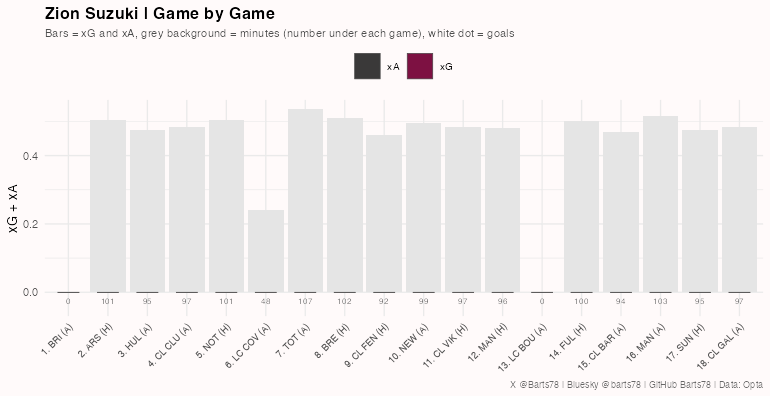 Zion Suzuki | Game by Game
Bars = xG and xA, grey background = minutes (number under each game), white dot = goals
xA xG
xG + xA
0.4
0.2
0.0
0 101 95 97 101 48 107 102 92 99 97 96 0 100 94 103 95 97
1. BRI (A)
2. ARS (H)
3. HUL (A)
4. CL CLU (A)
5. NOT (H)
6. LC COV (A)
7. TOT (A)
8. BRE (H)
9. CL FEN (H)
10. NEW (A)
11. CL VIK (H)
12. MAN (H)
13. LC BOU (A)
14. FUL (H)
15. CL BAR (A)
16. MAN (A)
17. SUN (H)
18. CL GAL (A)
X @Barts78 | Bluesky @barts78 | GitHub Barts78 | Data: Opta